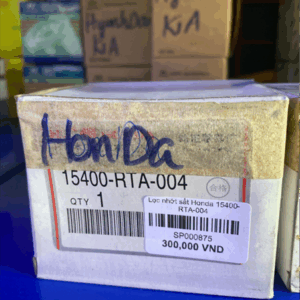 HyunhDai
KiA
KiA
HonDa
15400-RTA-004
QTY 1
Lọc nhớt sắt Honda 15400-
RTA-004
SP000875
300,000 VND